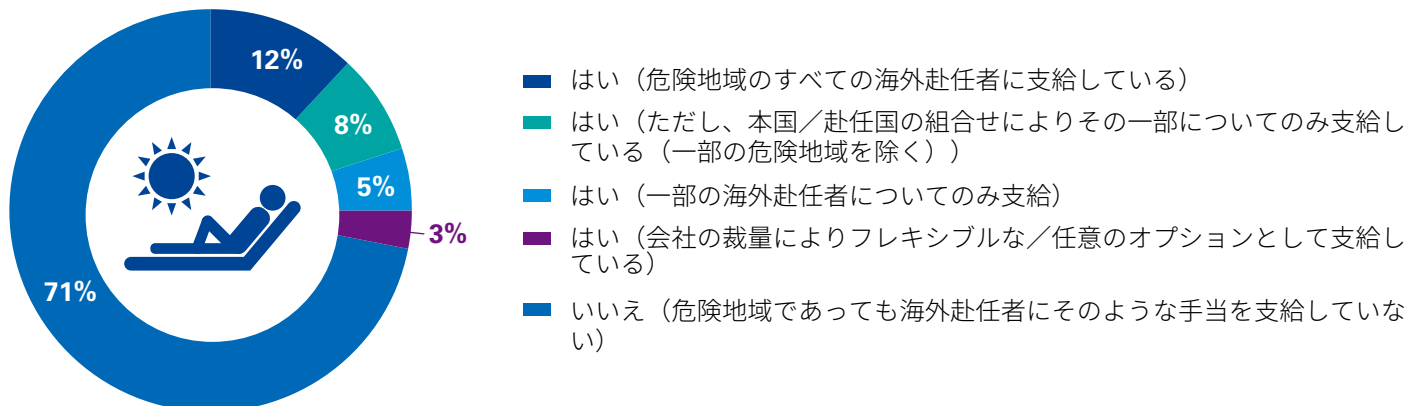 12%
8%
5%
3%
71%
はい（危険地域のすべての海外赴任者に支給している）
はい（ただし、本国／赴任国の組合せによりその一部についてのみ支給し
ている（一部の危険地域を除く））
はい（一部の海外赴任者についてのみ支給）
はい（会社の裁量によりフレキシブルな／任意のオプションとして支給し
ている）
いいえ（危険地域であっても海外赴任者にそのような手当を支給していな
い）